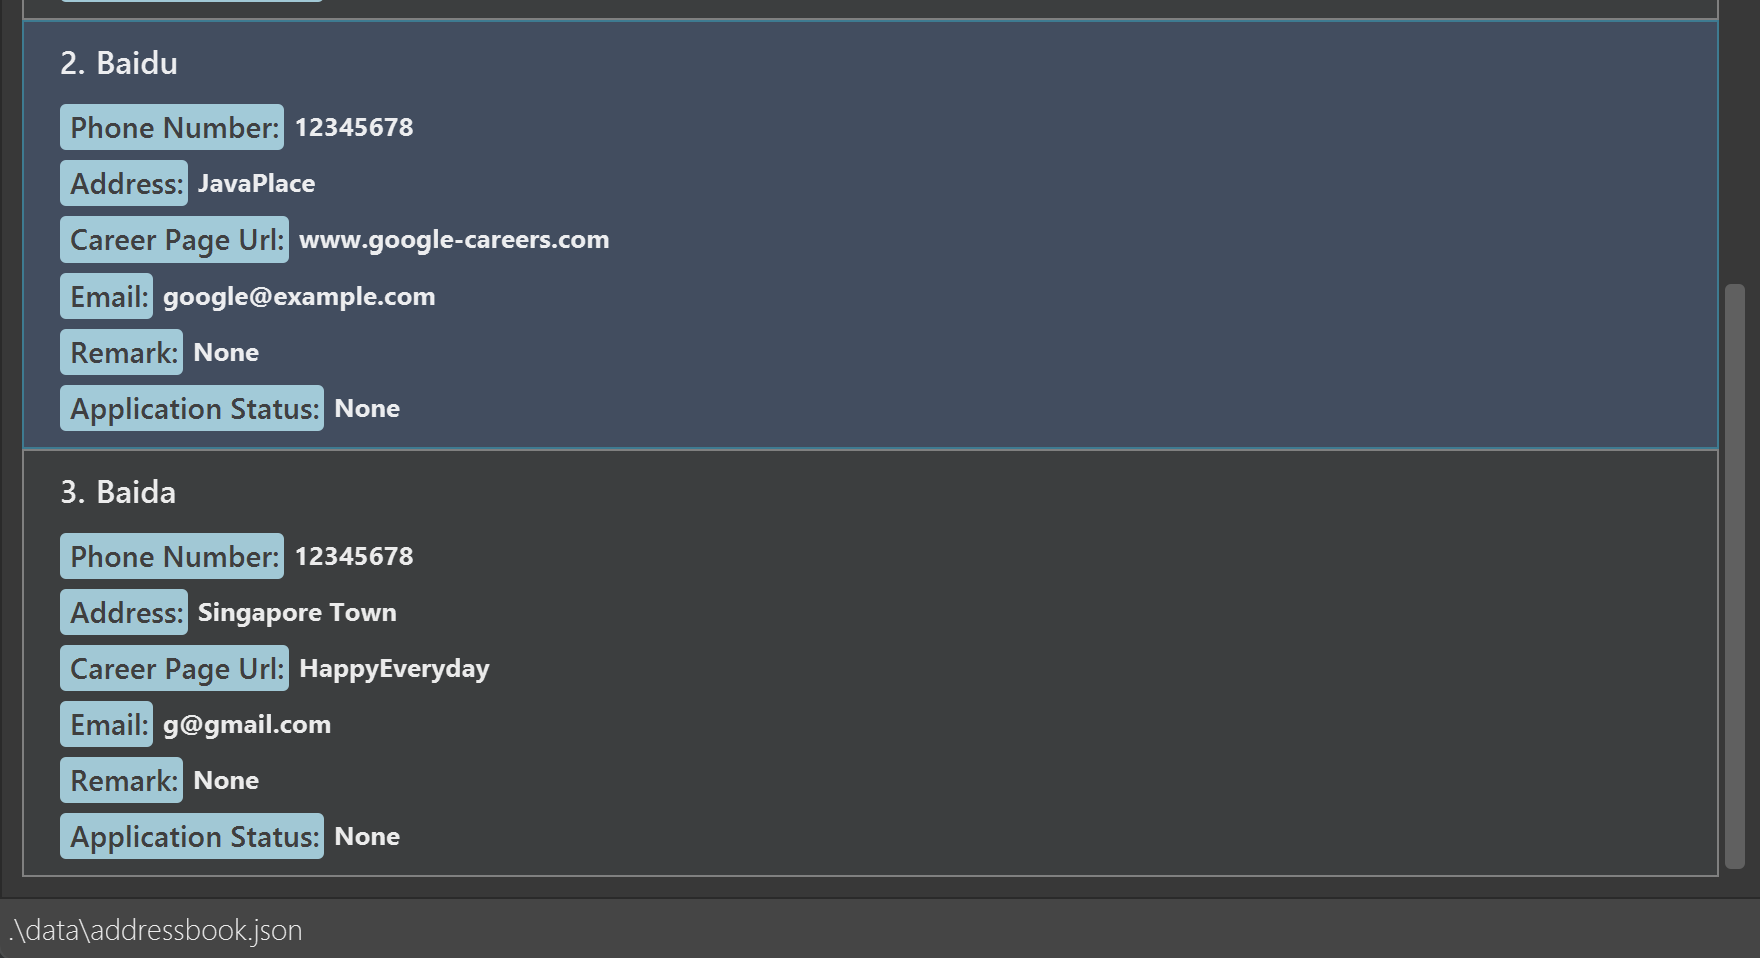 2. Baidu
Phone Number: 12345678
Address: JavaPlace
Career Page Url: www.google-careers.com
Email: google@example.com
Remark: None
Application Status: None
3. Baida
Phone Number: 12345678
Address: Singapore Town
Career Page Url: HappyEveryday
Email: g@gmail.com
Remark: None
Application Status: None
.\data\addressbook.json